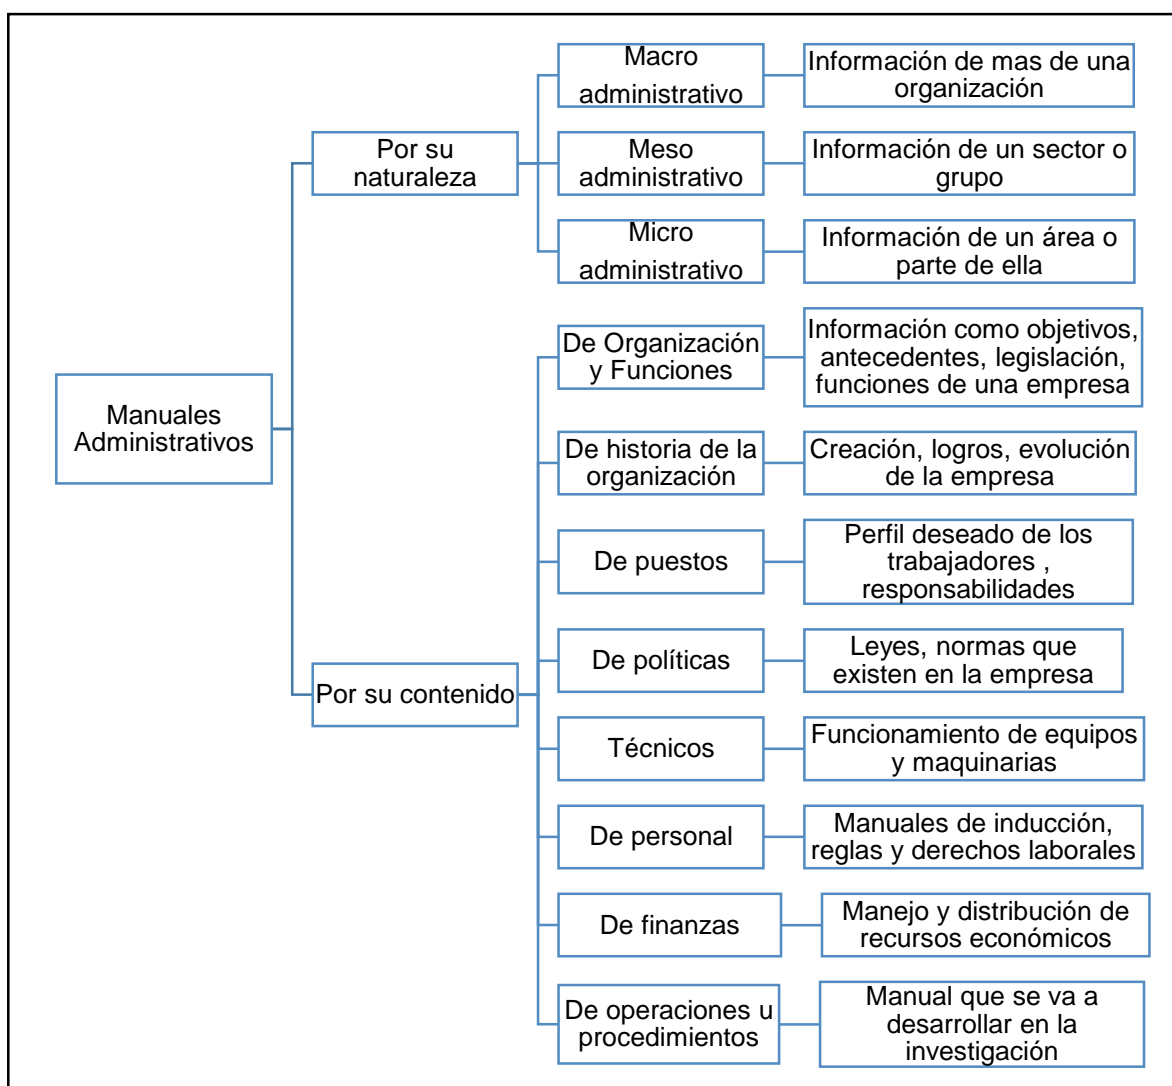 Manuales
Administrativos
Por su
naturaleza
Macro
administrativo
Información de mas de una
organización
Meso
administrativo
Información de un sector o
grupo
Micro
administrativo
Información de un área o
parte de ella
Por su contenido
De Organización
y Funciones
Información como objetivos,
antecedentes, legislación,
funciones de una empresa
De historia de la
organización
Creación, logros, evolución
de la empresa
De puestos
Perfil deseado de los
trabajadores ,
responsabilidades
De políticas
Leyes, normas que
existen en la empresa
Técnicos
Funcionamiento de equipos
y maquinarias
De personal
Manuales de inducción,
reglas y derechos laborales
De finanzas
Manejo y distribución de
recursos económicos
De operaciones u
procedimientos
Manual que se va a
desarrollar en la
investigación